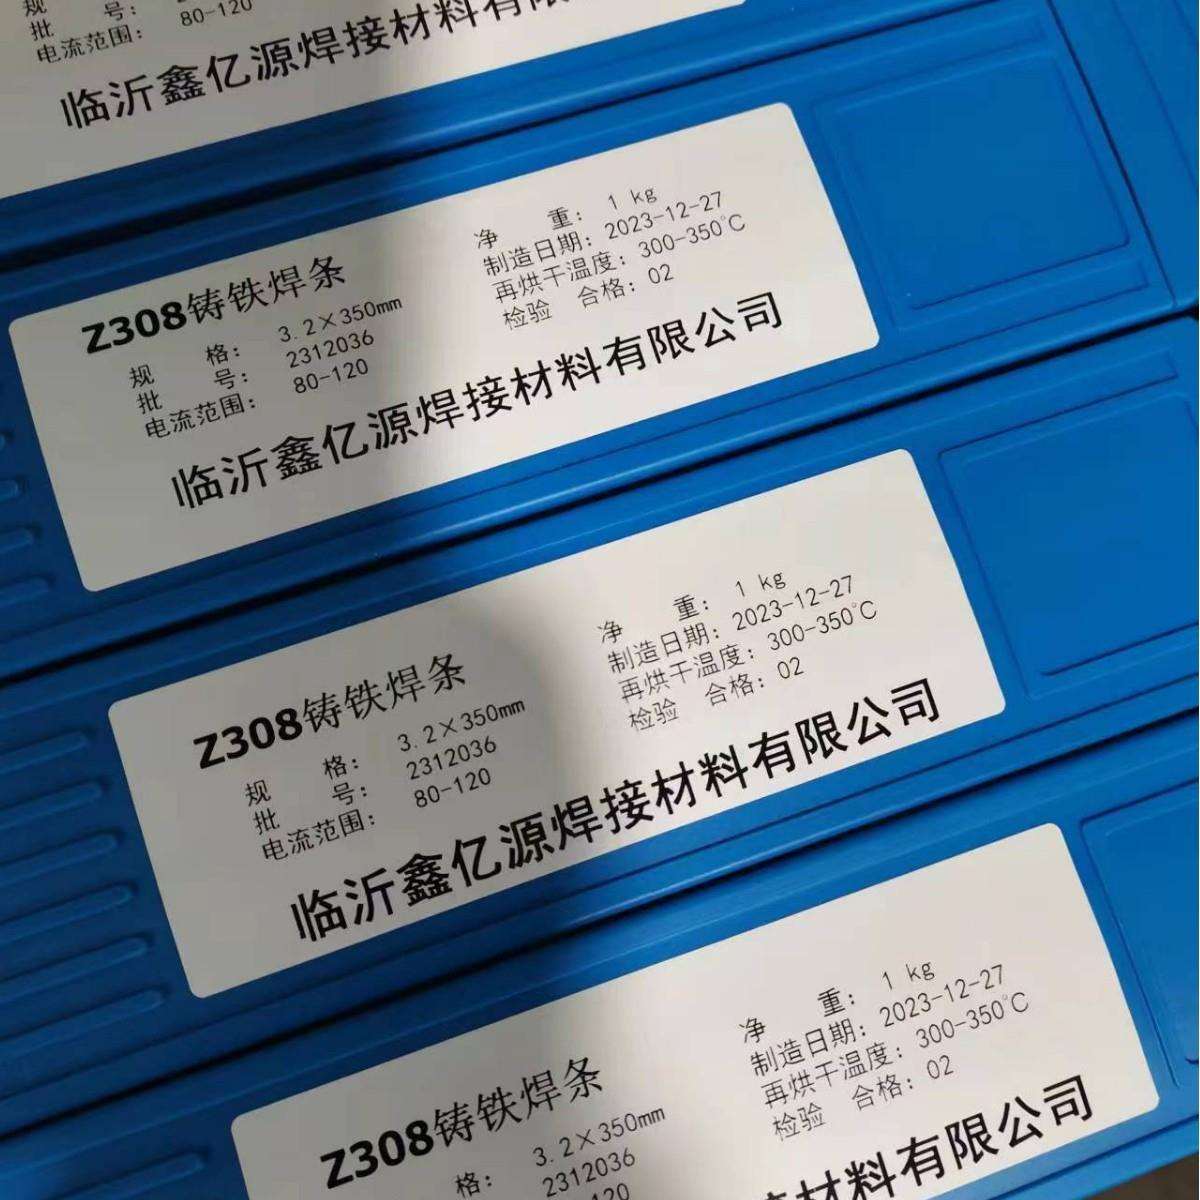 规
批 号： 
电流范围： 80-120
临沂鑫亿源焊接材料有限
Z308铸铁焊条
规 格： 3.2×350mm
批 号： 2312036
电流范围： 80-120
净 重： 1 kg
制造日期：2023-12-27
再烘干温度：300-350℃
检验 合格：02
临沂鑫亿源焊接材料有限公司
Z308铸铁焊条
规 格： 3.2×350mm
批 号： 2312036
电流范围： 80-120
净 重： 1 kg
制造日期：2023-12-27
再烘干温度：300-350℃
检验 合格：02
临沂鑫亿源焊接材料有限公司
Z308铸铁焊条
格： 3.2×350mm
2312036
80-120
净 重： 1 kg
制造日期：2023-12-27
再烘干温度：300-350℃
检验 合格：02
接材料有限公司